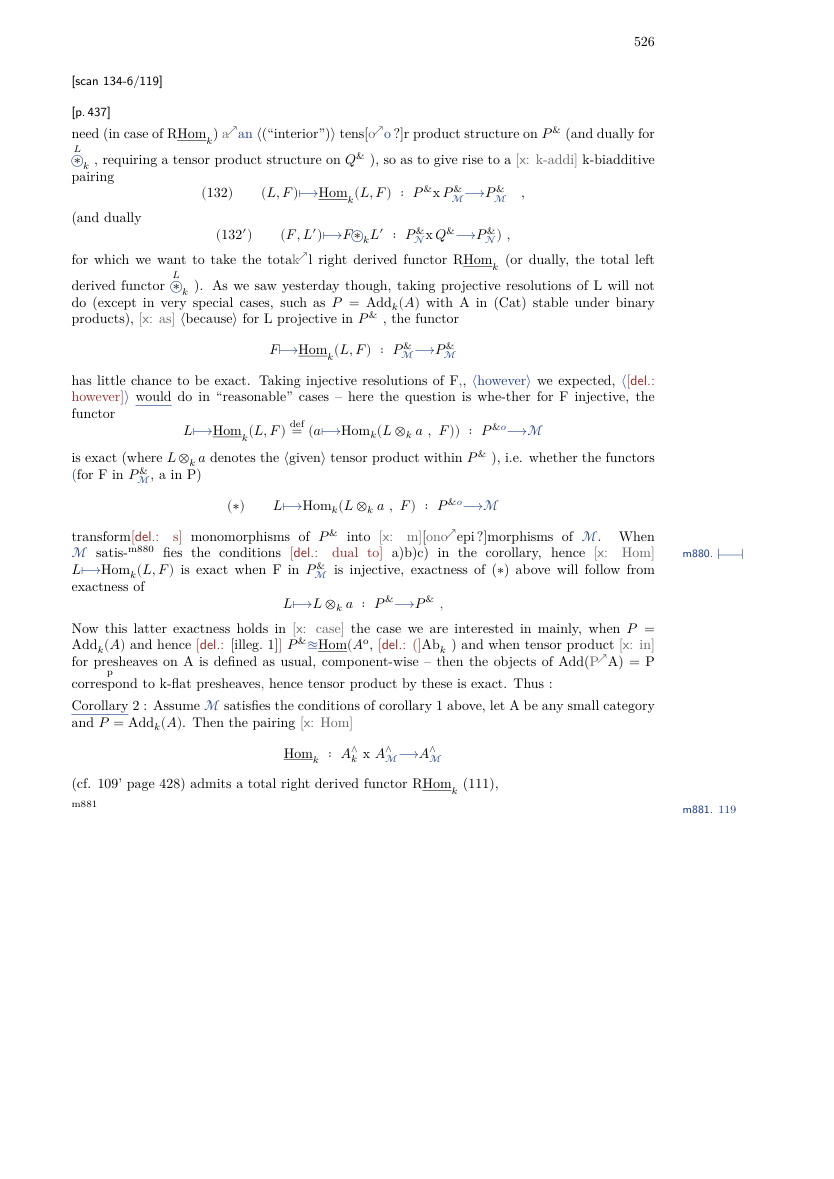 526
[scan 134-6/119]
[p. 437]
need (in case of RHom_k) a↗an ⟨(“interior”)⟩ tens[o↗o ?]r product structure on P^& (and dually for
L⊛_k , requiring a tensor product structure on Q^& ), so as to give rise to a [x: k-addi] k-biadditive
pairing
(132) (L, F)⟼Hom_k(L, F) : P^& x P^&_ℳ⟶P^&_ℳ ,
(and dually
(132′) (F, L′)⟼F⊛_kL′ : P^&_𝒩 x Q^&⟶P^&_𝒩) ,
for which we want to take the totak↗l right derived functor RHom_k (or dually, the total left
derived functor L⊛_k ). As we saw yesterday though, taking projective resolutions of L will not
do (except in very special cases, such as P = Add_k(A) with A in (Cat) stable under binary
products), [x: as] ⟨because⟩ for L projective in P^& , the functor
F⟼Hom_k(L, F) : P^&_ℳ⟶P^&_ℳ
has little chance to be exact. Taking injective resolutions of F,, ⟨however⟩ we expected, ⟨[del.:
however]⟩ would do in “reasonable” cases – here the question is whe-ther for F injective, the
functor
L⟼Hom_k(L, F) def= (a⟼Hom_k(L ⊗_k a , F)) : P^&o⟶ℳ
is exact (where L ⊗_k a denotes the ⟨given⟩ tensor product within P^& ), i.e. whether the functors
(for F in P^&_ℳ, a in P)
(∗) L⟼Hom_k(L ⊗_k a , F) : P^&o⟶ℳ
transform[del.: s] monomorphisms of P^& into [x: m][ono↗epi ?]morphisms of ℳ. When
ℳ satis-^m880 fies the conditions [del.: dual to] a)b)c) in the corollary, hence [x: Hom]
m880. |——|
L⟼Hom_k(L, F) is exact when F in P^&_ℳ is injective, exactness of (∗) above will follow from
exactness of
L⟼L ⊗_k a : P^&⟶P^& ,
Now this latter exactness holds in [x: case] the case we are interested in mainly, when P =
Add_k(A) and hence [del.: [illeg. 1]] P^&≋Hom(A^o, [del.: (]Ab_k ) and when tensor product [x: in]
for presheaves on A is defined as usual, component-wise – then the objects of Add(P↗A) = P
correspond to k-flat presheaves, hence tensor product by these is exact. Thus :
Corollary 2 : Assume ℳ satisfies the conditions of corollary 1 above, let A be any small category
and P = Add_k(A). Then the pairing [x: Hom]
Hom_k : A^∧_k x A^∧_ℳ⟶A^∧_ℳ
(cf. 109’ page 428) admits a total right derived functor RHom_k (111),
m881
m881. 119